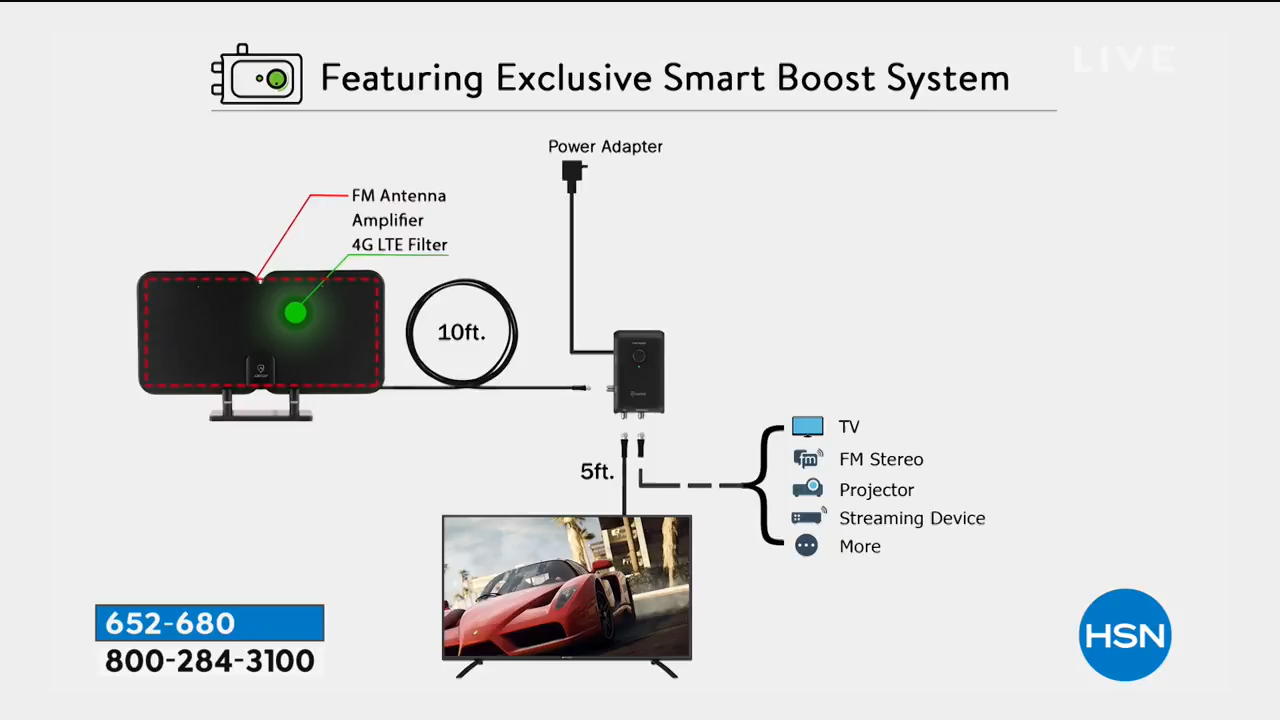 LIVE
Featuring Exclusive Smart Boost System
Power Adapter
FM Antenna
Amplifier
4G LTE Filter
10ft.
5ft.
TV
fm
FM Stereo
Projector
Streaming Device
More
652-680
800-284-3100
HSN